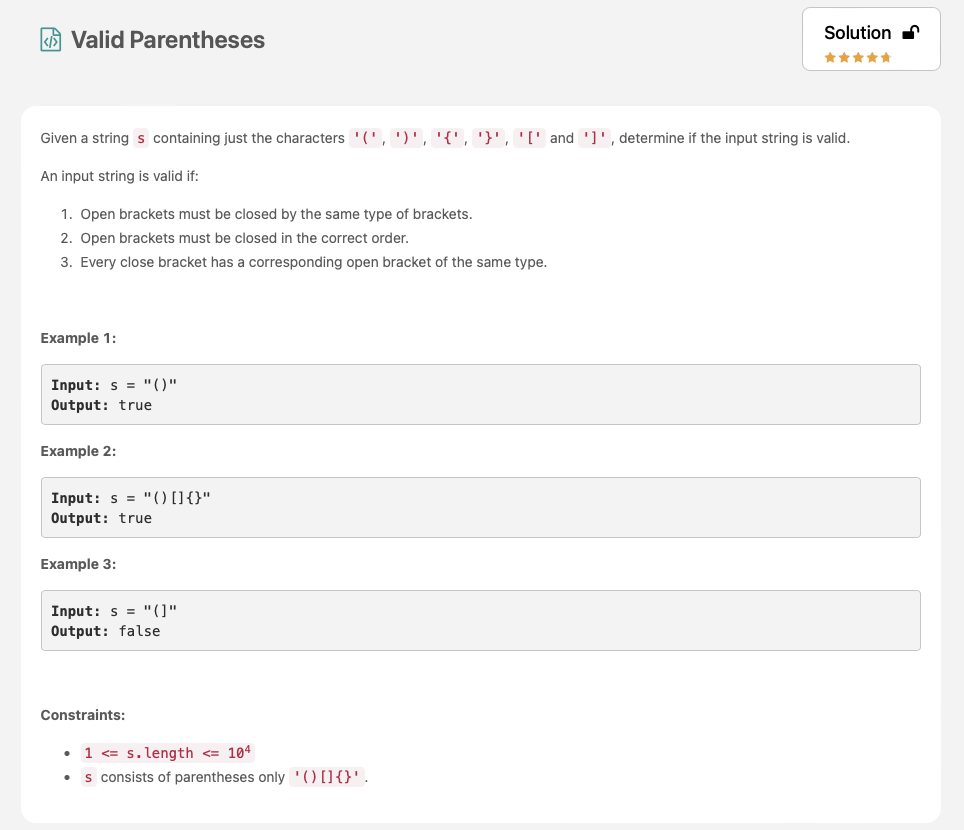 Valid Parentheses
Solution
Given a string s containing just the characters '(', ')', '{', '}', '[' and ']', determine if the input string is valid.
An input string is valid if:
1. Open brackets must be closed by the same type of brackets.
2. Open brackets must be closed in the correct order.
3. Every close bracket has a corresponding open bracket of the same type.
Example 1:
Input: s = "()"
Output: true
Example 2:
Input: s = "()[]{}"
Output: true
Example 3:
Input: s = "(]"
Output: false
Constraints:
• 1 <= s.length <= 10⁴
• s consists of parentheses only '()[]{}'.